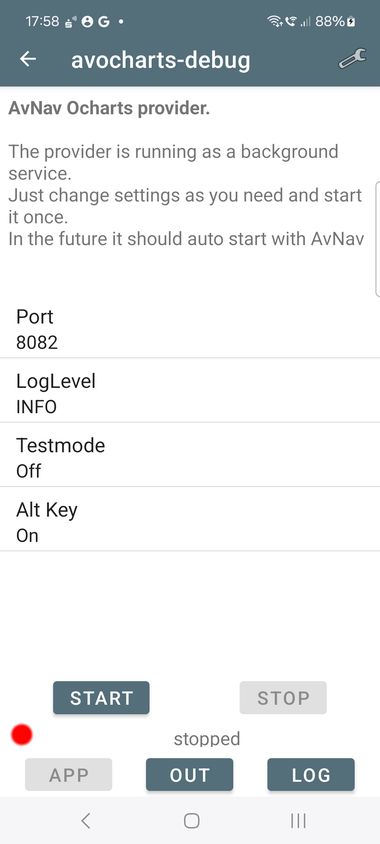 17:58 G • 88%
avocharts-debug
AvNav Ocharts provider.
The provider is running as a background
service.
Just change settings as you need and start
it once.
In the future it should auto start with AvNav
Port
8082
LogLevel
INFO
Testmode
Off
Alt Key
On
START STOP
stopped
APP OUT LOG